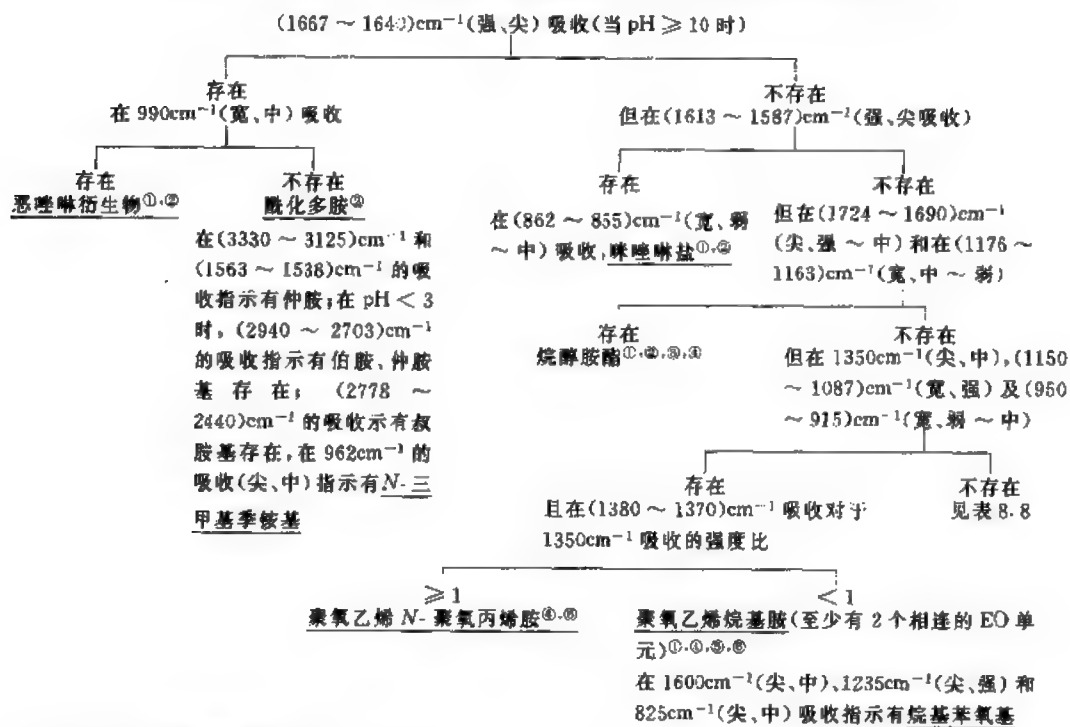 (1667 ～ 1640)cm⁻¹(强、尖) 吸收(当 pH ⩾ 10 时)
存在
在 990cm⁻¹(宽、中) 吸收
不存在
但在(1613 ～ 1587)cm⁻¹(强、尖吸收)
存在
恶唑啉衍生物①,②
不存在
酰化多胺③
在(3330 ～ 3125)cm⁻¹ 和
(1563 ～ 1538)cm⁻¹ 的吸
收指示有仲胺;在 pH < 3
时, (2940 ～ 2703)cm⁻¹
的吸收指示有伯胺、仲胺
基 存 在; (2778 ～
2440)cm⁻¹ 的吸收示有叔
胺基存在,在 962cm⁻¹ 的
吸收(尖、中) 指示有N-三
甲基季铵基
存在
在(862 ～ 855)cm⁻¹(宽、弱
～ 中) 吸收,咪唑啉盐①,②
不存在
但在(1724 ～ 1690)cm⁻¹
(尖、强 ～ 中) 和在(1176 ～
1163)cm⁻¹(宽、中 ～ 弱)
存在
烷醇胺酯①,②,③,④
不存在
但在 1350cm⁻¹(尖、中),(1150
～ 1087)cm⁻¹(宽、强) 及(950
～ 915)cm⁻¹(宽、弱 ～ 中)
存在
且在(1380 ～ 1370)cm⁻¹ 吸收对于
1350cm⁻¹ 吸收的强度比
不存在
见表 8.8
⩾ 1
聚氧乙烯 N- 聚氧丙烯胺④,⑥
< 1
聚氧乙烯烷基胺(至少有 2 个相连的 EO 单
元)①,④,⑤,⑥
在 1600cm⁻¹(尖、中)、1235cm⁻¹(尖、强) 和
825cm⁻¹(尖、中) 吸收指示有烷基苯氧基